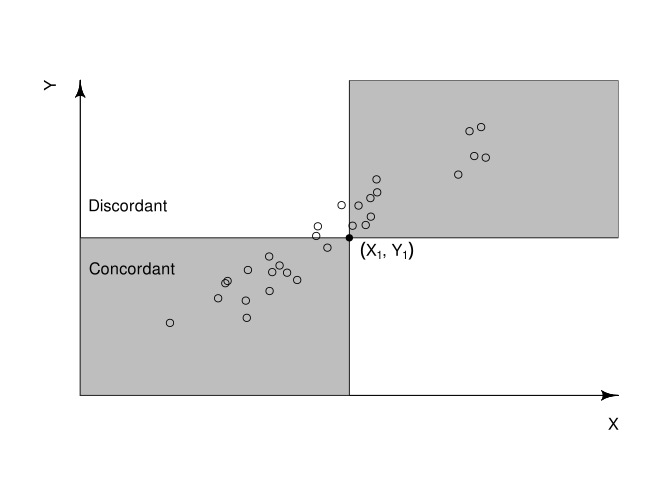 Y
Discordant
(X₁, Y₁)
Concordant
X